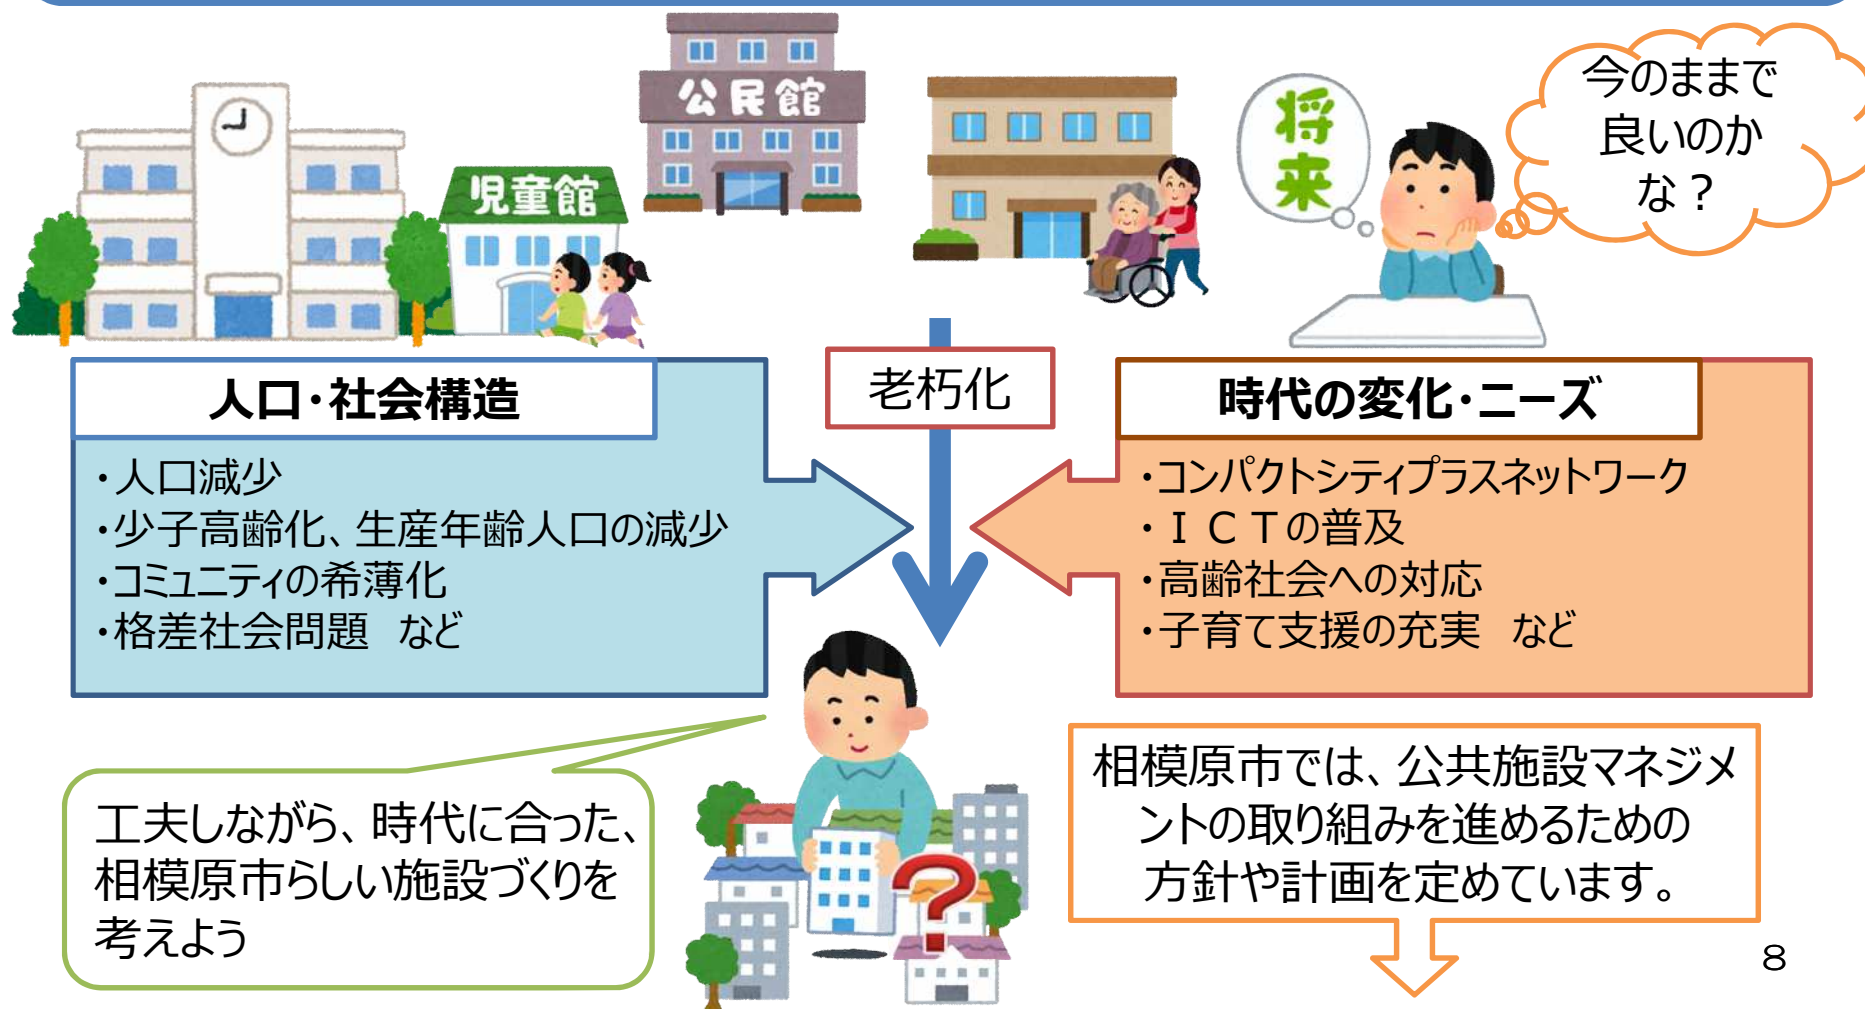 公民館
児童館
将来
今のままで
良いのか
な？
老朽化
人口・社会構造
・人口減少
・少子高齢化、生産年齢人口の減少
・コミュニティの希薄化
・格差社会問題　など
時代の変化・ニーズ
・コンパクトシティプラスネットワーク
・ＩＣＴの普及
・高齢社会への対応
・子育て支援の充実　など
工夫しながら、時代に合った、
相模原市らしい施設づくりを
考えよう
相模原市では、公共施設マネジメ
ントの取り組みを進めるための
方針や計画を定めています。
8